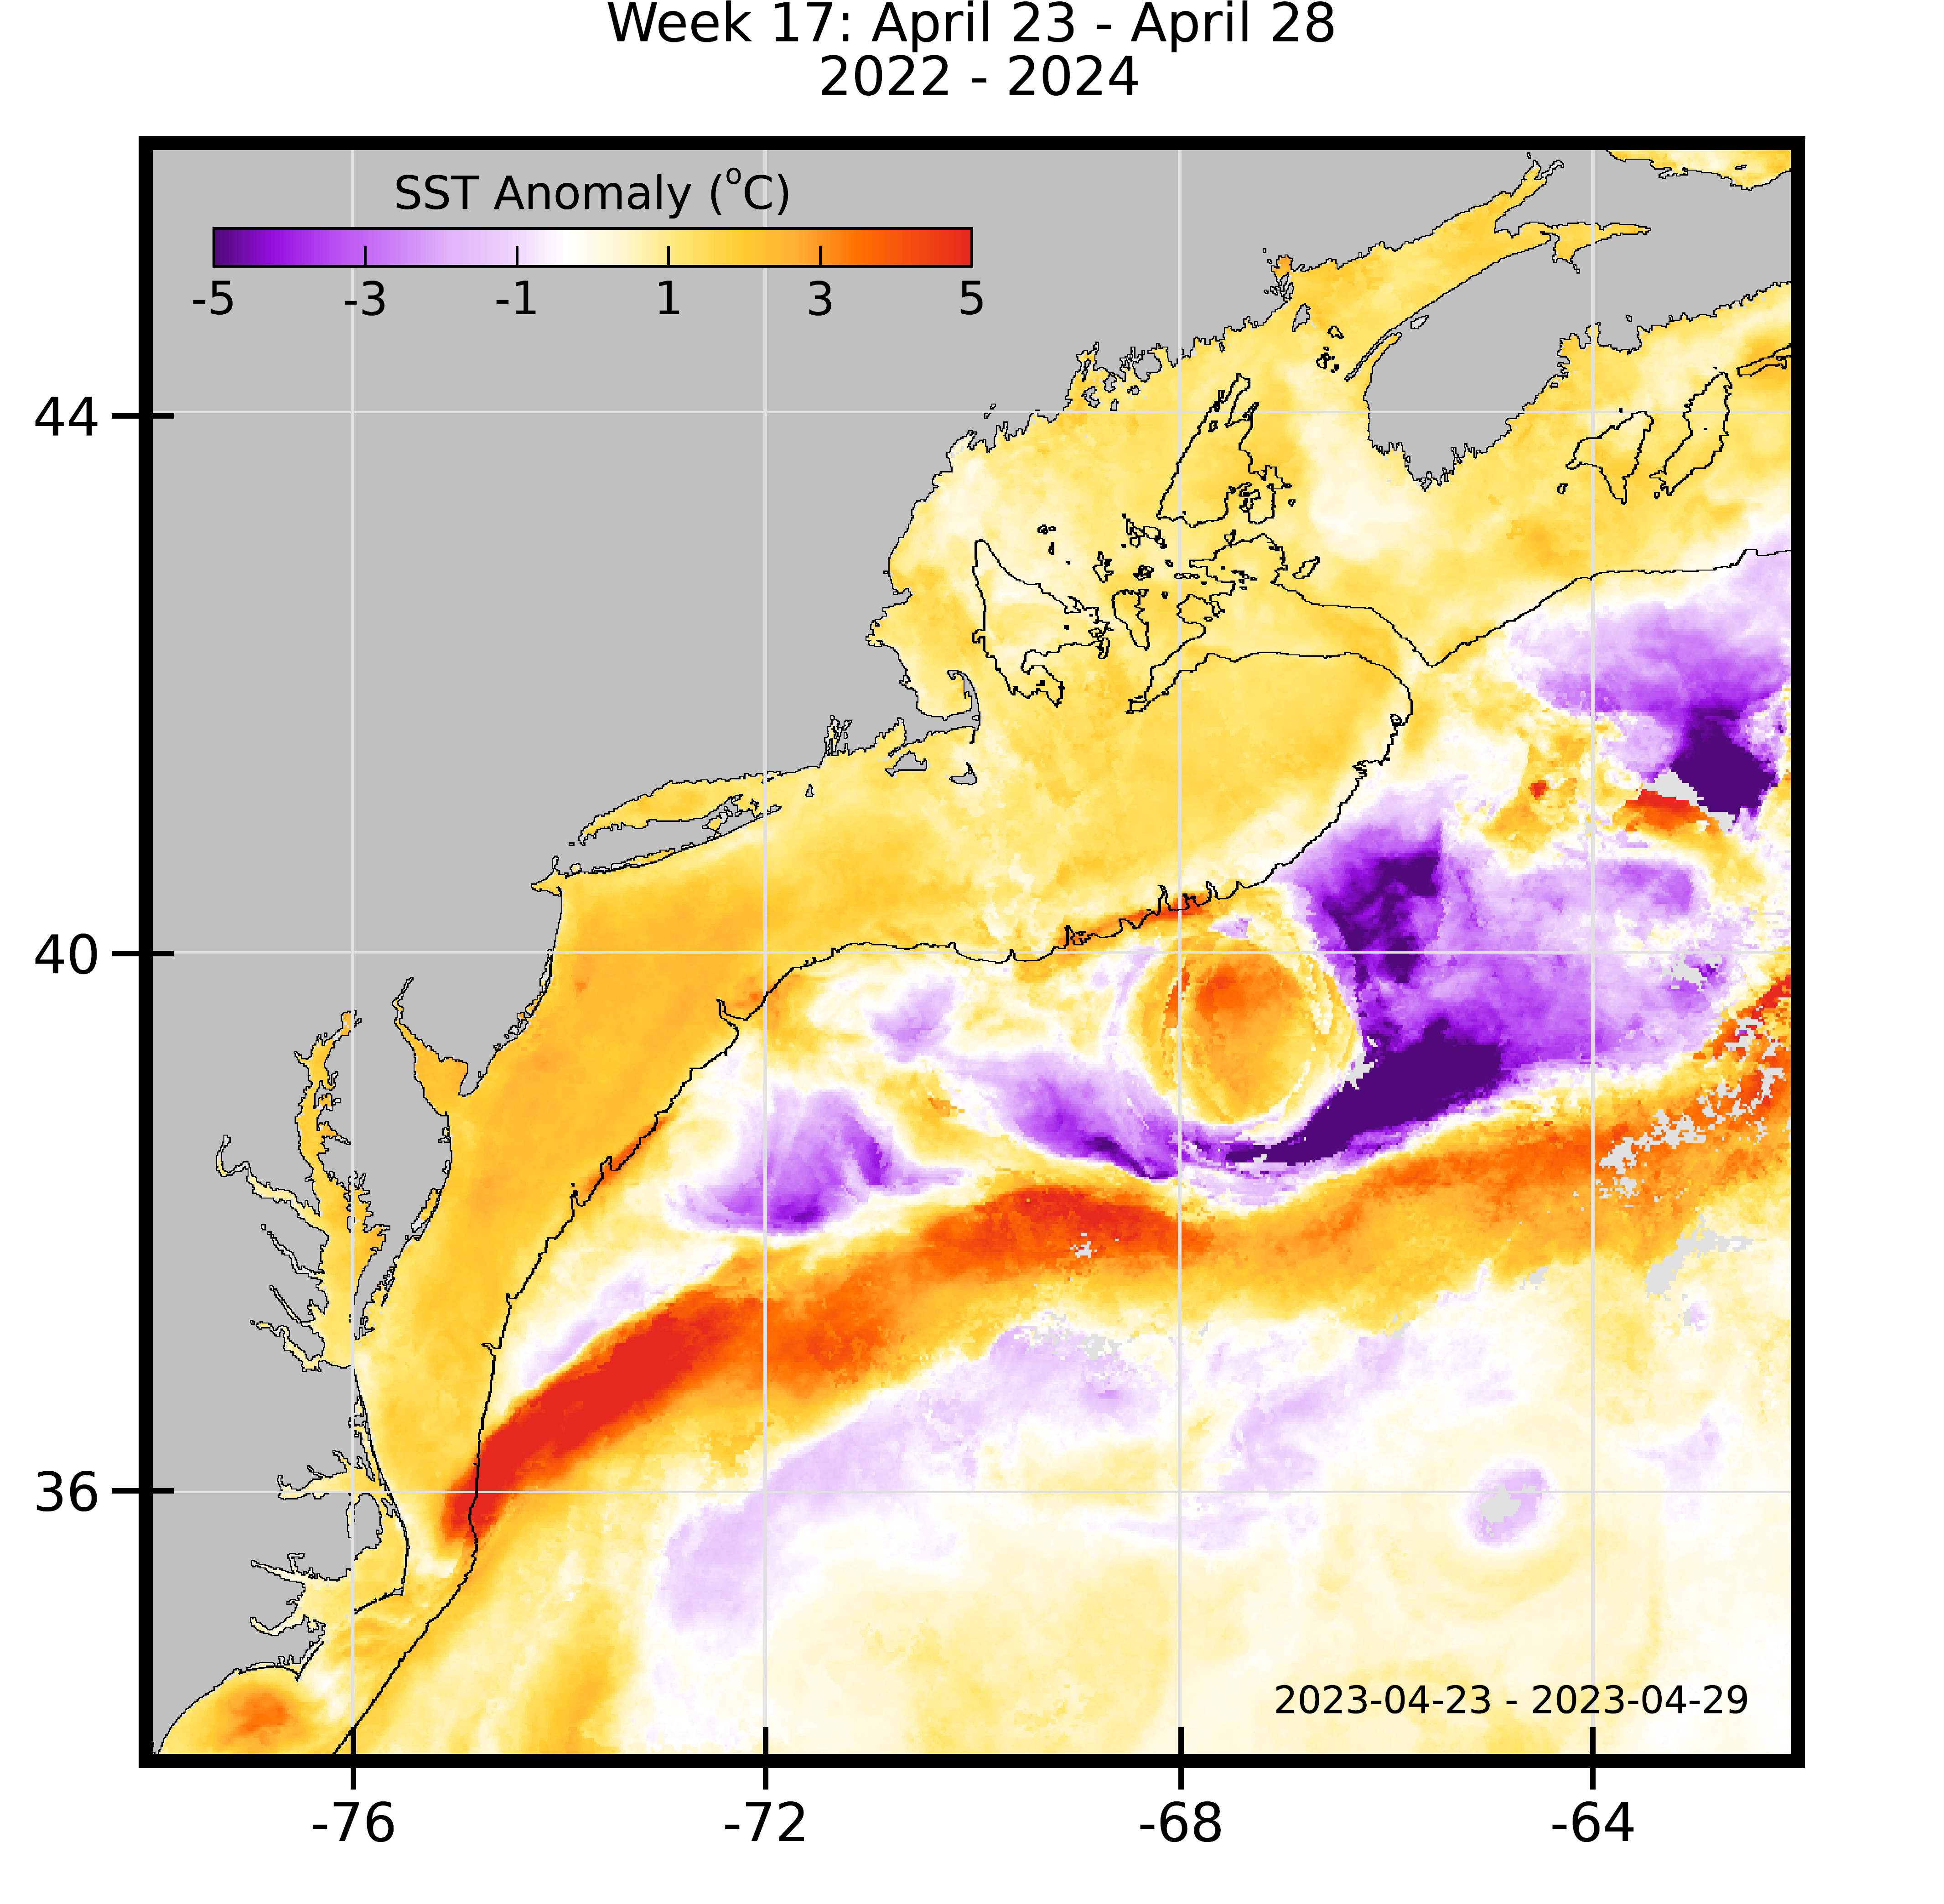 Week 17: April 23 - April 28
2022 - 2024
SST Anomaly (°C)
-5 -3 -1 1 3 5
44
40
36
2023-04-23 - 2023-04-29
-76 -72 -68 -64